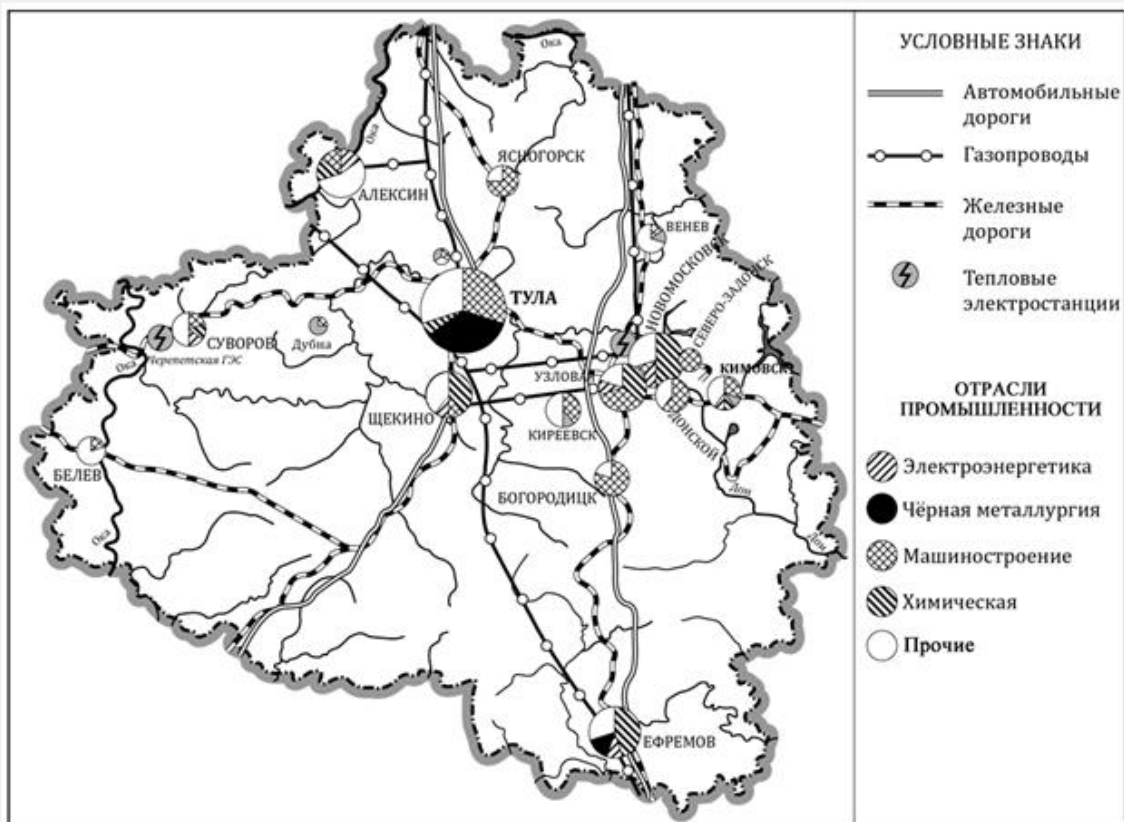 Ока
Ока
ЯСНОГОРСК
АЛЕКСИН
ВЕНЕВ
НОВОМОСКОВСК
СЕВЕРО-ЗАДОНСК
ТУЛА
СУВОРОВ
Дубна
Черепетская ГЭС
Ока
УЗЛОВА
КИМОВСК
ЩЕКИНО
КИРЕЕВСК
ДОНСКОЙ
БЕЛЕВ
БОГОРОДИЦК
Дон
Ока
Дон
ЕФРЕМОВ
УСЛОВНЫЕ ЗНАКИ
Автомобильные
дороги
Газопроводы
Железные
дороги
Тепловые
электростанции
ОТРАСЛИ
ПРОМЫШЛЕННОСТИ
Электроэнергетика
Чёрная металлургия
Машиностроение
Химическая
Прочие